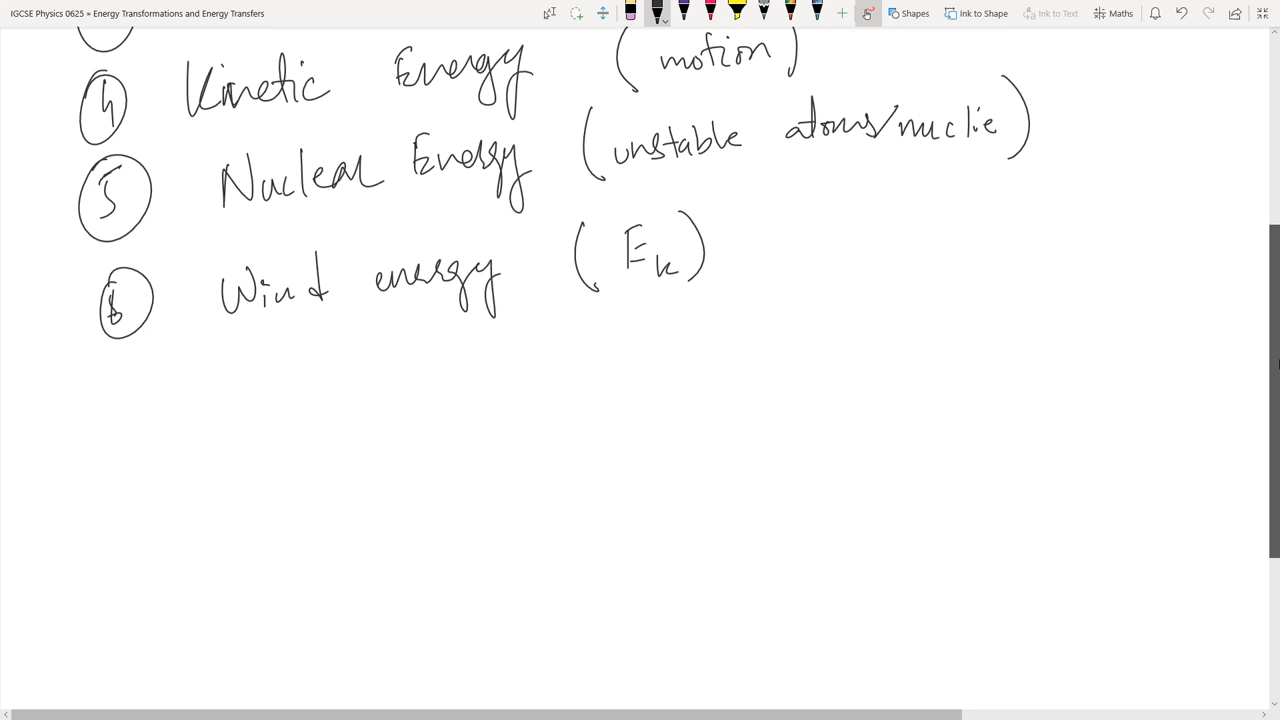 IGCSE Physics 0625 » Energy Transformations and Energy Transfers
Shapes Ink to Shape Ink to Text Maths
4 Kinetic Energy (motion)
5 Nuclear Energy (unstable atoms/nuclie)
6 Wind energy (Ek)